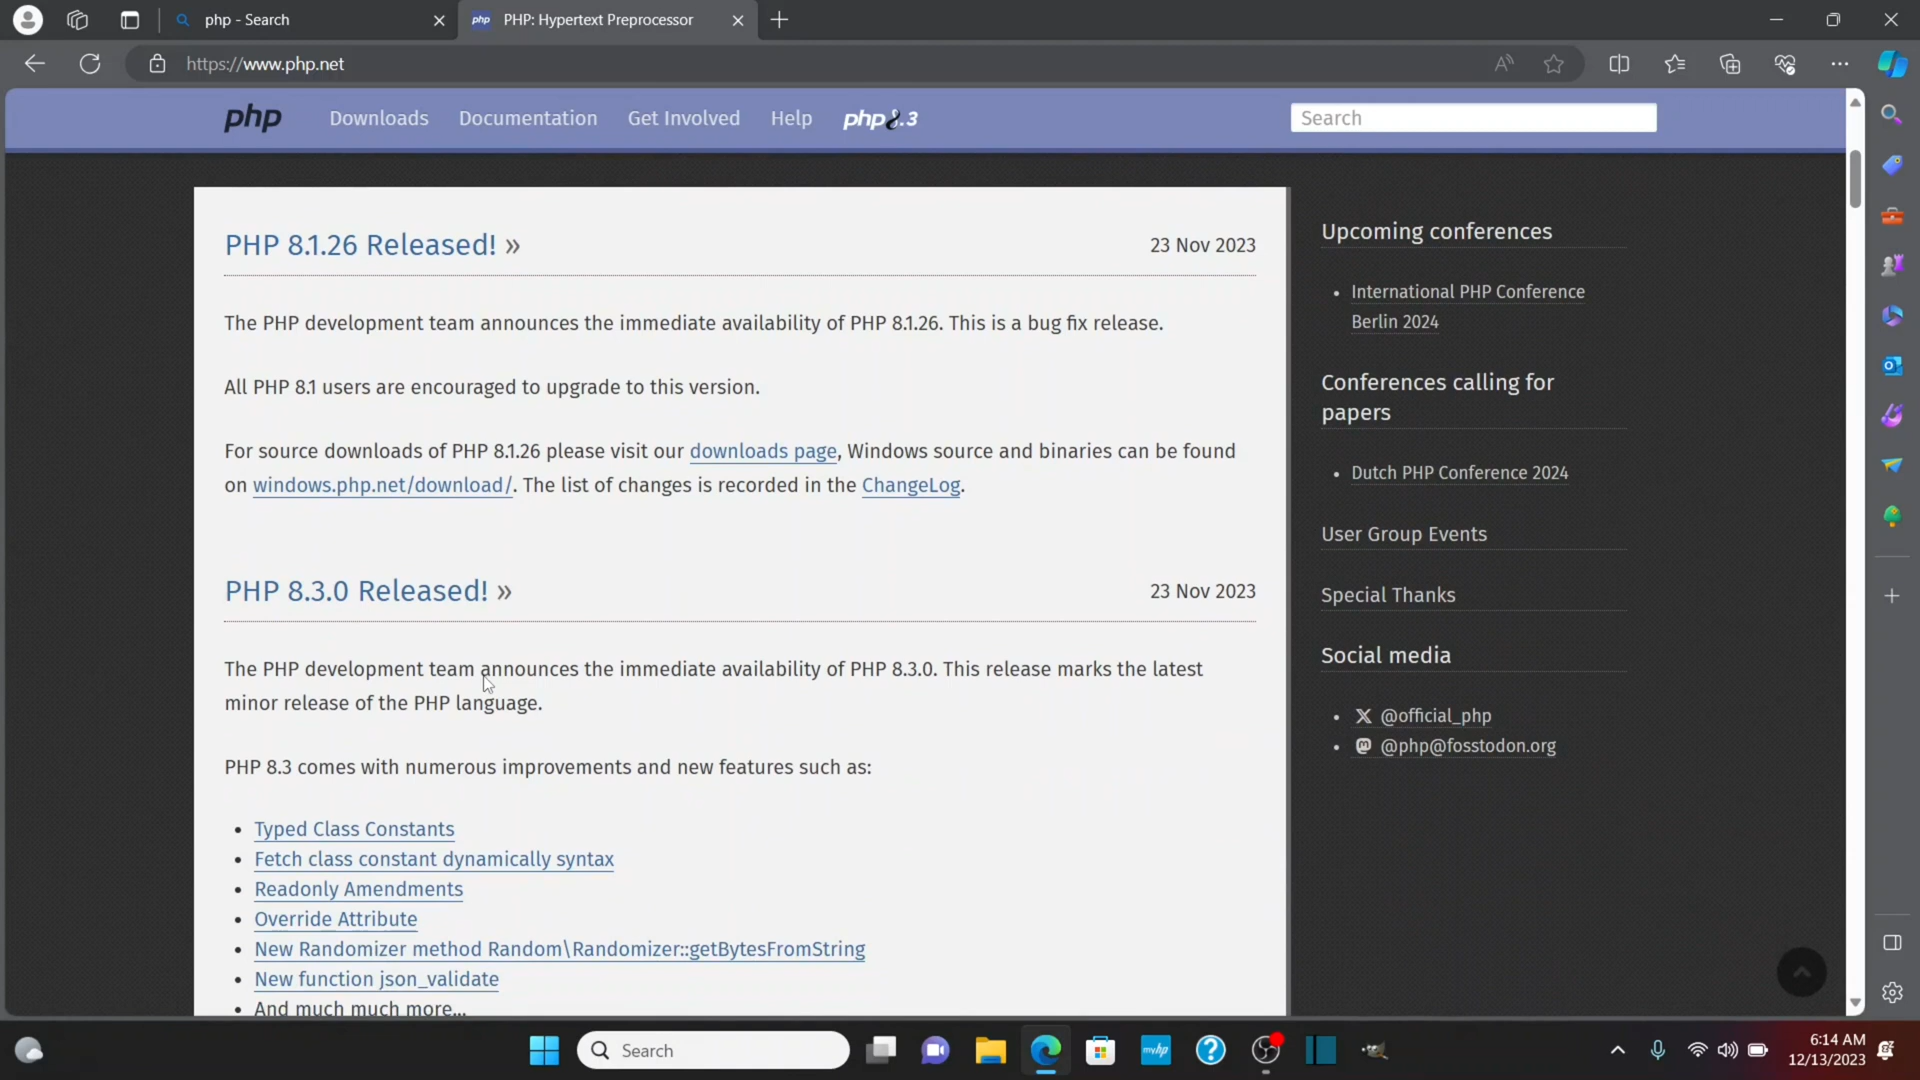 php - Search
php
PHP: Hypertext Preprocessor
https://www.php.net
php
Downloads
Documentation
Get Involved
Help
php8.3
Search
PHP 8.1.26 Released! »
23 Nov 2023
The PHP development team announces the immediate availability of PHP 8.1.26. This is a bug fix release.
All PHP 8.1 users are encouraged to upgrade to this version.
For source downloads of PHP 8.1.26 please visit our downloads page, Windows source and binaries can be found
on windows.php.net/download/. The list of changes is recorded in the ChangeLog.
PHP 8.3.0 Released! »
23 Nov 2023
The PHP development team announces the immediate availability of PHP 8.3.0. This release marks the latest
minor release of the PHP language.
PHP 8.3 comes with numerous improvements and new features such as:
• Typed Class Constants
• Fetch class constant dynamically syntax
• Readonly Amendments
• Override Attribute
• New Randomizer method Random\Randomizer::getBytesFromString
• New function json_validate
• And much much more...
Upcoming conferences
• International PHP Conference
Berlin 2024
Conferences calling for
papers
• Dutch PHP Conference 2024
User Group Events
Special Thanks
Social media
• @official_php
• @php@fosstodon.org
Search
myhp
6:14 AM
12/13/2023